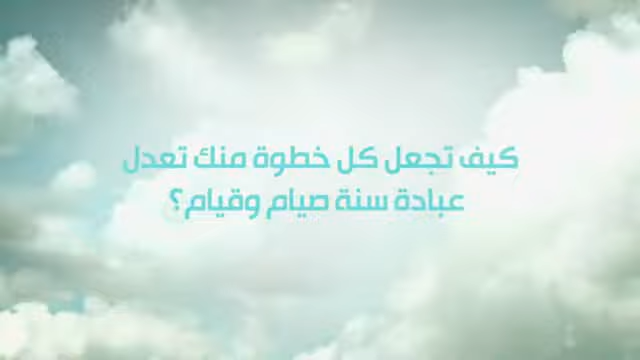 كيف تجعل كل خطوة منك تعدل
عبادة سنة صيام وقيام؟